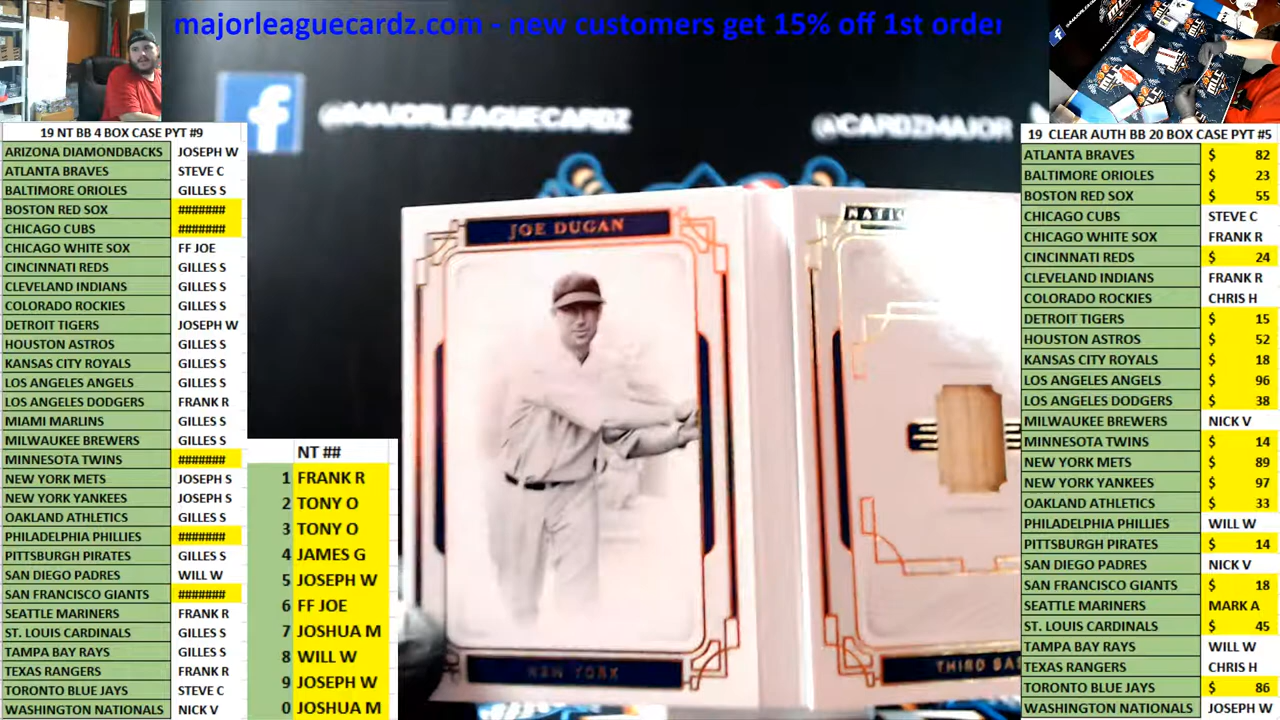 majorleaguecardz.com - new customers get 15% off 1st order
@MAJORLEAGUECARDZ
@CARDZMAJOR
19 NT BB 4 BOX CASE PYT #9
ARIZONA DIAMONDBACKS JOSEPH W
ATLANTA BRAVES STEVE C
BALTIMORE ORIOLES GILLES S
BOSTON RED SOX #######
CHICAGO CUBS #######
CHICAGO WHITE SOX FF JOE
CINCINNATI REDS GILLES S
CLEVELAND INDIANS GILLES S
COLORADO ROCKIES GILLES S
DETROIT TIGERS JOSEPH W
HOUSTON ASTROS GILLES S
KANSAS CITY ROYALS GILLES S
LOS ANGELES ANGELS GILLES S
LOS ANGELES DODGERS FRANK R
MIAMI MARLINS GILLES S
MILWAUKEE BREWERS GILLES S
MINNESOTA TWINS #######
NEW YORK METS JOSEPH S
NEW YORK YANKEES JOSEPH S
OAKLAND ATHLETICS GILLES S
PHILADELPHIA PHILLIES #######
PITTSBURGH PIRATES GILLES S
SAN DIEGO PADRES WILL W
SAN FRANCISCO GIANTS #######
SEATTLE MARINERS FRANK R
ST. LOUIS CARDINALS GILLES S
TAMPA BAY RAYS GILLES S
TEXAS RANGERS FRANK R
TORONTO BLUE JAYS STEVE C
WASHINGTON NATIONALS NICK V
NT ##
1 FRANK R
2 TONY O
3 TONY O
4 JAMES G
5 JOSEPH W
6 FF JOE
7 JOSHUA M
8 WILL W
9 JOSEPH W
0 JOSHUA M
JOE DUGAN
NEW YORK
NATIO
THIRD BAS
19 CLEAR AUTH BB 20 BOX CASE PYT #5
ATLANTA BRAVES $ 82
BALTIMORE ORIOLES $ 23
BOSTON RED SOX $ 55
CHICAGO CUBS STEVE C
CHICAGO WHITE SOX FRANK R
CINCINNATI REDS $ 24
CLEVELAND INDIANS FRANK R
COLORADO ROCKIES CHRIS H
DETROIT TIGERS $ 15
HOUSTON ASTROS $ 52
KANSAS CITY ROYALS $ 18
LOS ANGELES ANGELS $ 96
LOS ANGELES DODGERS $ 38
MILWAUKEE BREWERS NICK V
MINNESOTA TWINS $ 14
NEW YORK METS $ 89
NEW YORK YANKEES $ 97
OAKLAND ATHLETICS $ 33
PHILADELPHIA PHILLIES WILL W
PITTSBURGH PIRATES $ 14
SAN DIEGO PADRES NICK V
SAN FRANCISCO GIANTS $ 18
SEATTLE MARINERS MARK A
ST. LOUIS CARDINALS $ 45
TAMPA BAY RAYS WILL W
TEXAS RANGERS CHRIS H
TORONTO BLUE JAYS $ 86
WASHINGTON NATIONALS JOSEPH W